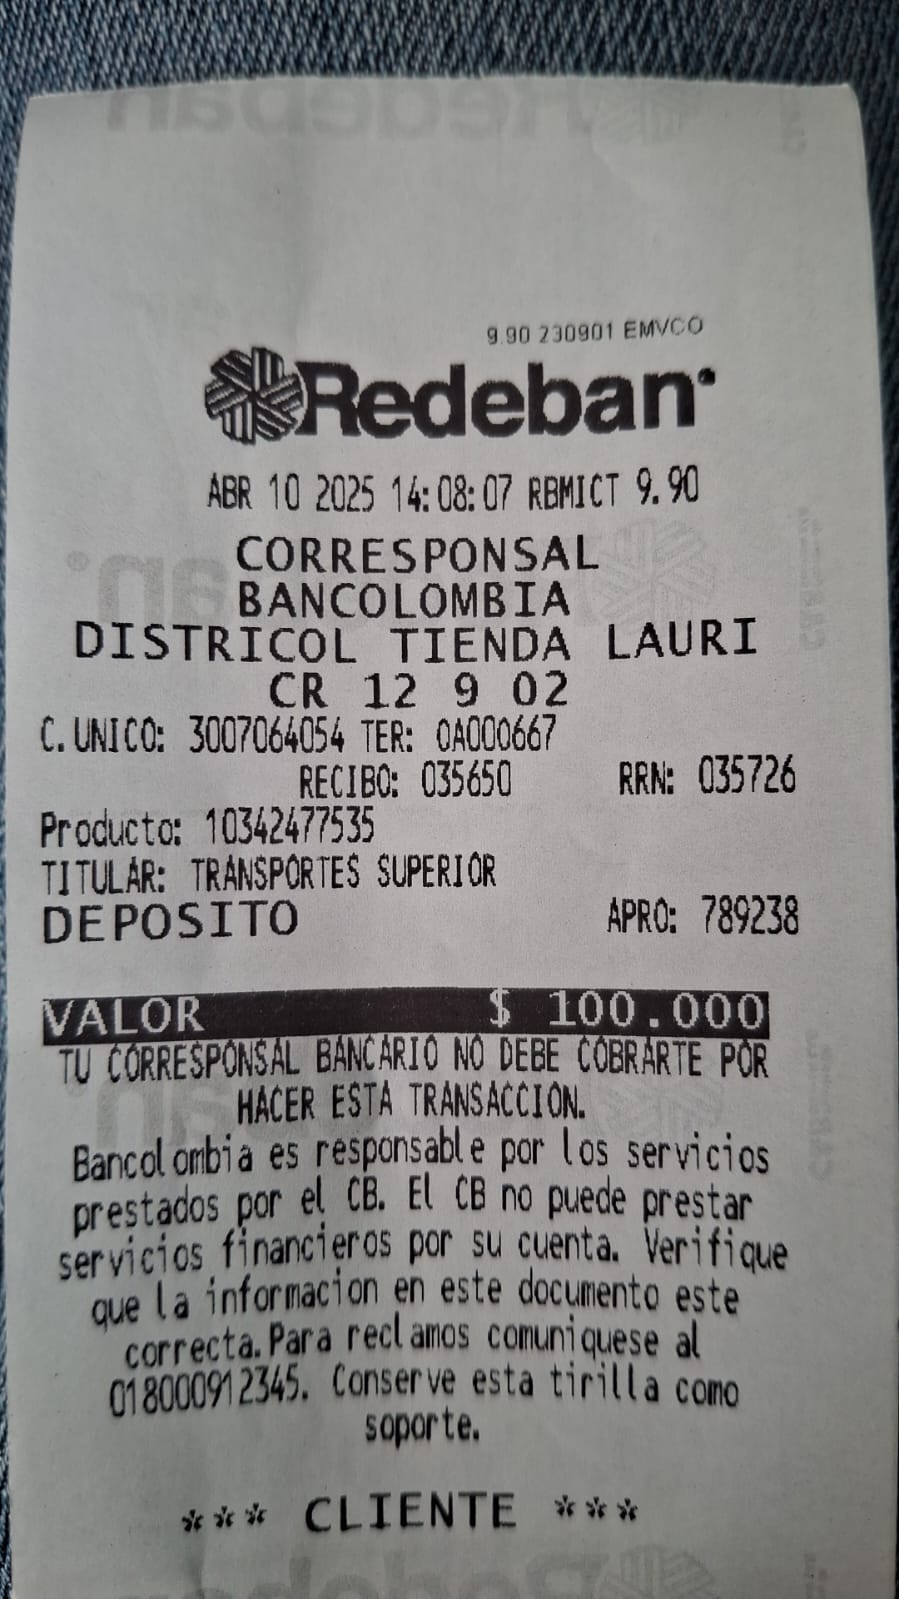 9.90 230901 EMVCO
Redeban
ABR 10 2025 14:08:07 RBMICT 9.90
CORRESPONSAL
BANCOLOMBIA
DISTRICOL TIENDA LAURI
CR 12 9 02
C.UNICO: 3007064054 TER: 0A000667
RECIBO: 035650 RRN: 035726
Producto: 10342477535
TITULAR: TRANSPORTES SUPERIOR
DEPOSITO APRO: 789238
VALOR $ 100.000
TU CORRESPONSAL BANCARIO NO DEBE COBRARTE POR
HACER ESTA TRANSACCION.
Bancolombia es responsable por los servicios
prestados por el CB. El CB no puede prestar
servicios financieros por su cuenta. Verifique
que la informacion en este documento este
correcta.Para reclamos comuniquese al
018000912345. Conserve esta tirilla como
soporte.
*** CLIENTE ***